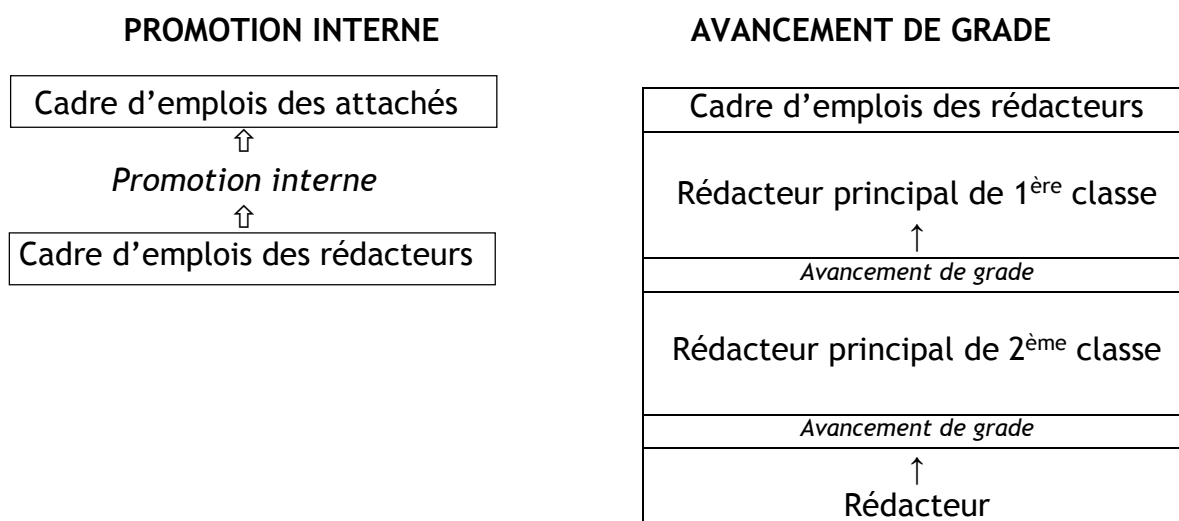 PROMOTION INTERNE
Cadre d’emplois des attachés
⇧
Promotion interne
⇧
Cadre d’emplois des rédacteurs
AVANCEMENT DE GRADE
Cadre d’emplois des rédacteurs
Rédacteur principal de 1ère classe
↑
Avancement de grade
Rédacteur principal de 2ème classe
Avancement de grade
↑
Rédacteur